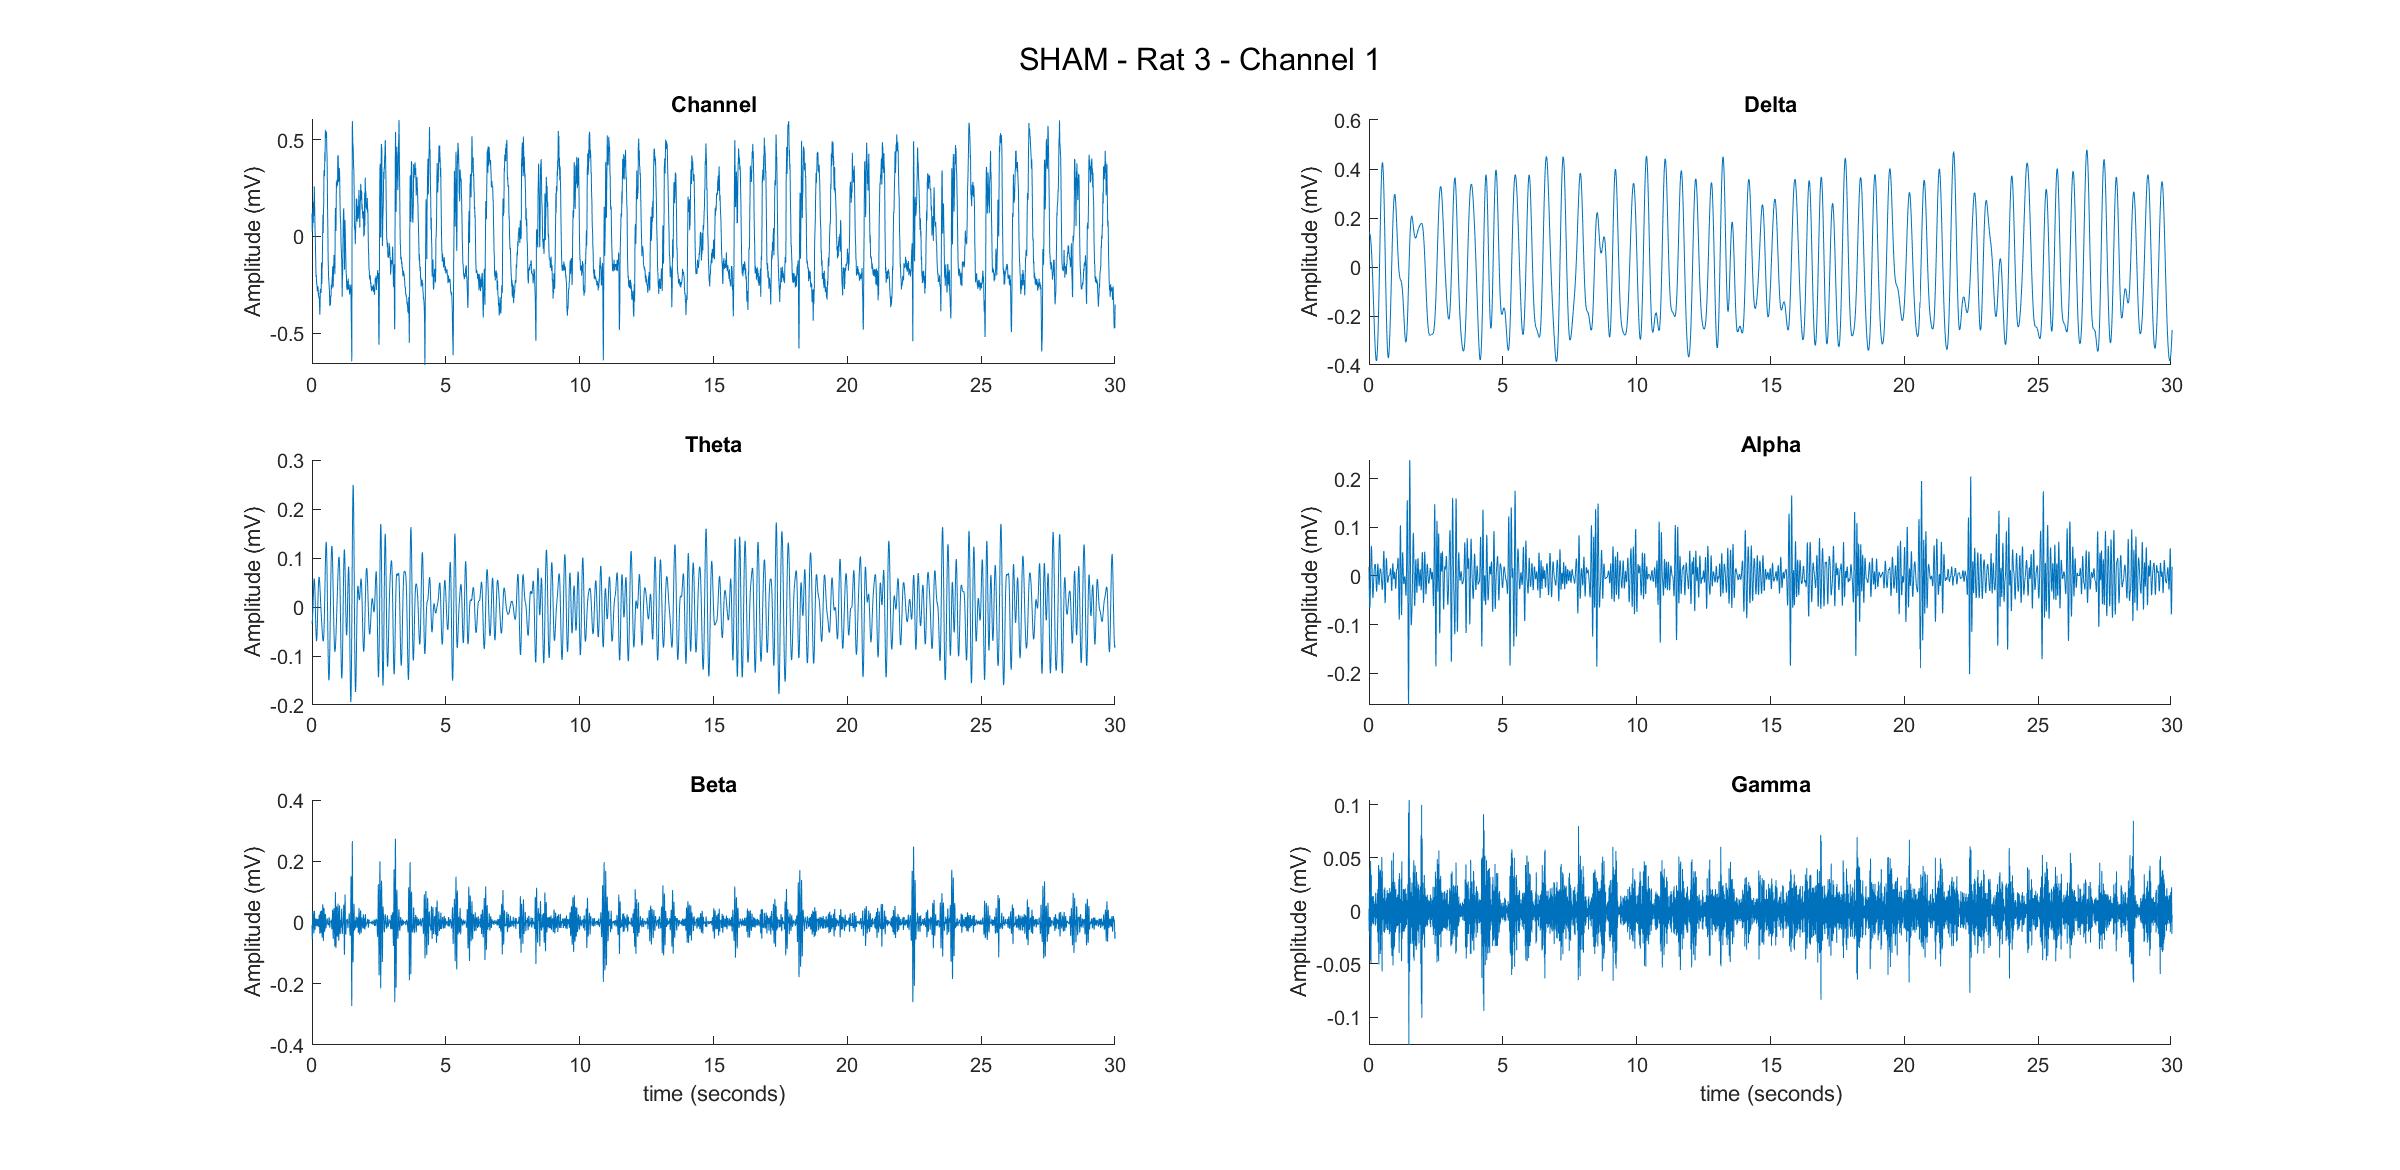 SHAM - Rat 3 - Channel 1
Channel
Amplitude (mV)
0.5
0
-0.5
0 5 10 15 20 25 30
Delta
Amplitude (mV)
0.6
0.4
0.2
0
-0.2
-0.4
0 5 10 15 20 25 30
Theta
Amplitude (mV)
0.3
0.2
0.1
0
-0.1
-0.2
0 5 10 15 20 25 30
Alpha
Amplitude (mV)
0.2
0.1
0
-0.1
-0.2
0 5 10 15 20 25 30
Beta
Amplitude (mV)
0.4
0.2
0
-0.2
-0.4
0 5 10 15 20 25 30
time (seconds)
Gamma
Amplitude (mV)
0.1
0.05
0
-0.05
-0.1
0 5 10 15 20 25 30
time (seconds)